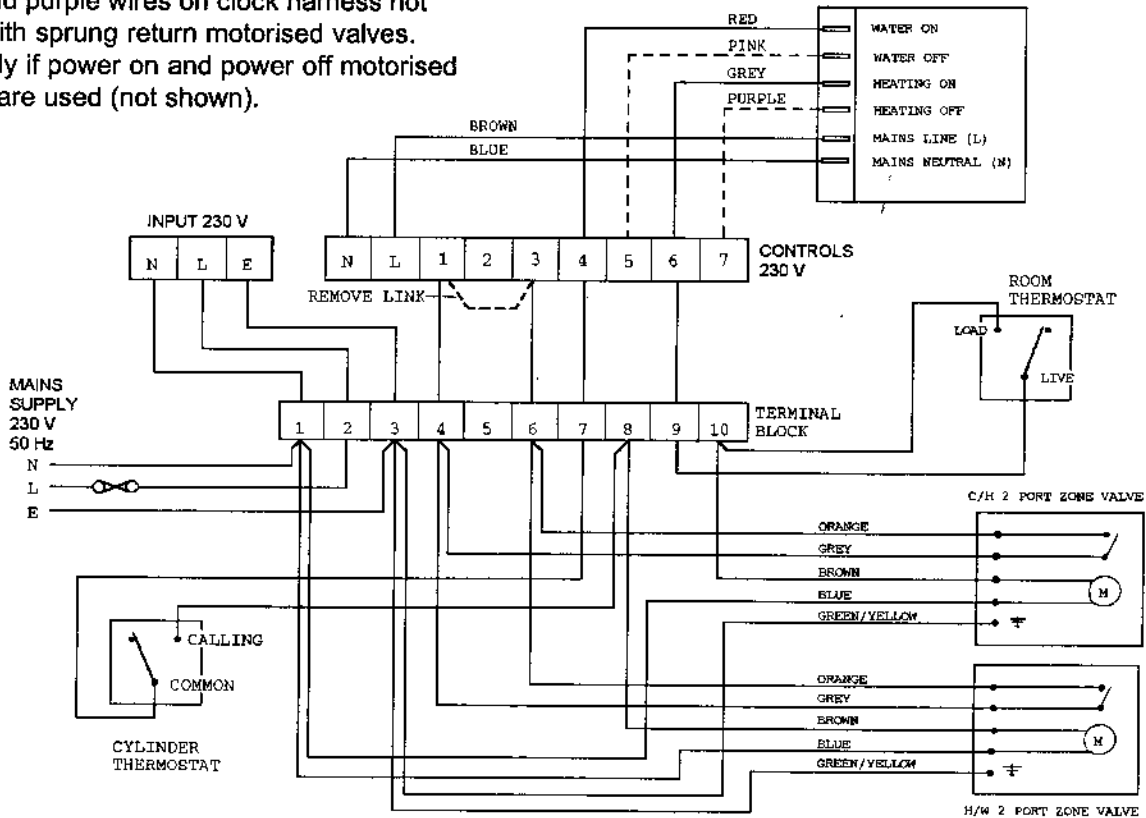 d purple wires on clock harness not
ith sprung return motorised valves.
ly if power on and power off motorised
are used (not shown).
RED
PINK
GREY
PURPLE
BROWN
BLUE
WATER ON
WATER OFF
HEATING ON
HEATING OFF
MAINS LINE (L)
MAINS NEUTRAL (N)
INPUT 230 V
N L E
N L 1 2 3 4 5 6 7
CONTROLS
230 V
REMOVE LINK
ROOM
THERMOSTAT
LOAD
LIVE
MAINS
SUPPLY
230 V
50 Hz
N
L
E
1 2 3 4 5 6 7 8 9 10
TERMINAL
BLOCK
C/H 2 PORT ZONE VALVE
ORANGE
GREY
BROWN
BLUE
GREEN/YELLOW
M
CALLING
COMMON
CYLINDER
THERMOSTAT
ORANGE
GREY
BROWN
BLUE
GREEN/YELLOW
M
H/W 2 PORT ZONE VALVE